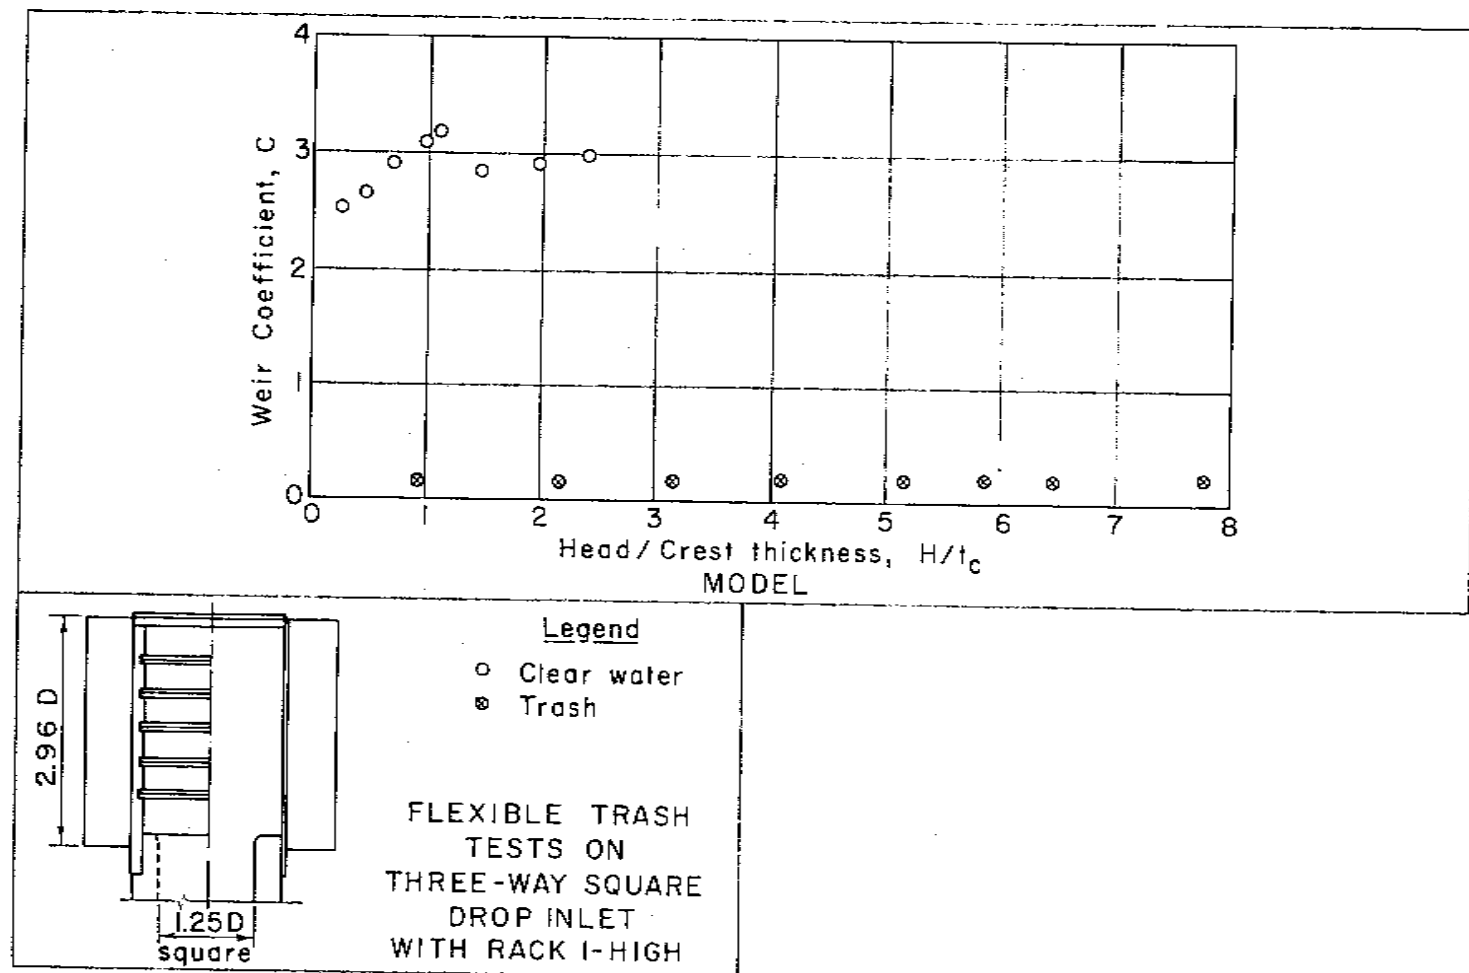 4
3
2
1
0
Weir Coefficient, C
0 1 2 3 4 5 6 7 8
Head/Crest thickness, H/tc
MODEL
2.96 D
1.25D
square
Legend
Clear water
Trash
FLEXIBLE TRASH
TESTS ON
THREE-WAY SQUARE
DROP INLET
WITH RACK I-HIGH